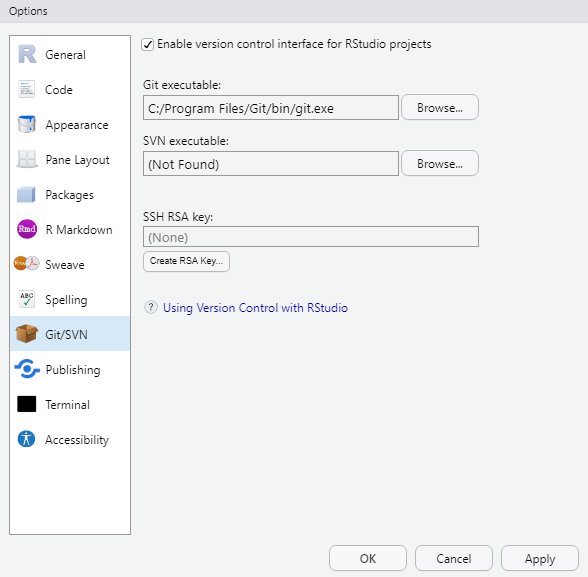 Options
General
Code
Appearance
Pane Layout
Packages
Rmd
R Markdown
Rnw
Sweave
ABC
Spelling
Git/SVN
Publishing
Terminal
Accessibility
Enable version control interface for RStudio projects
Git executable:
C:/Program Files/Git/bin/git.exe
Browse...
SVN executable:
(Not Found)
Browse...
SSH RSA key:
(None)
Create RSA Key...
? Using Version Control with RStudio
OK
Cancel
Apply